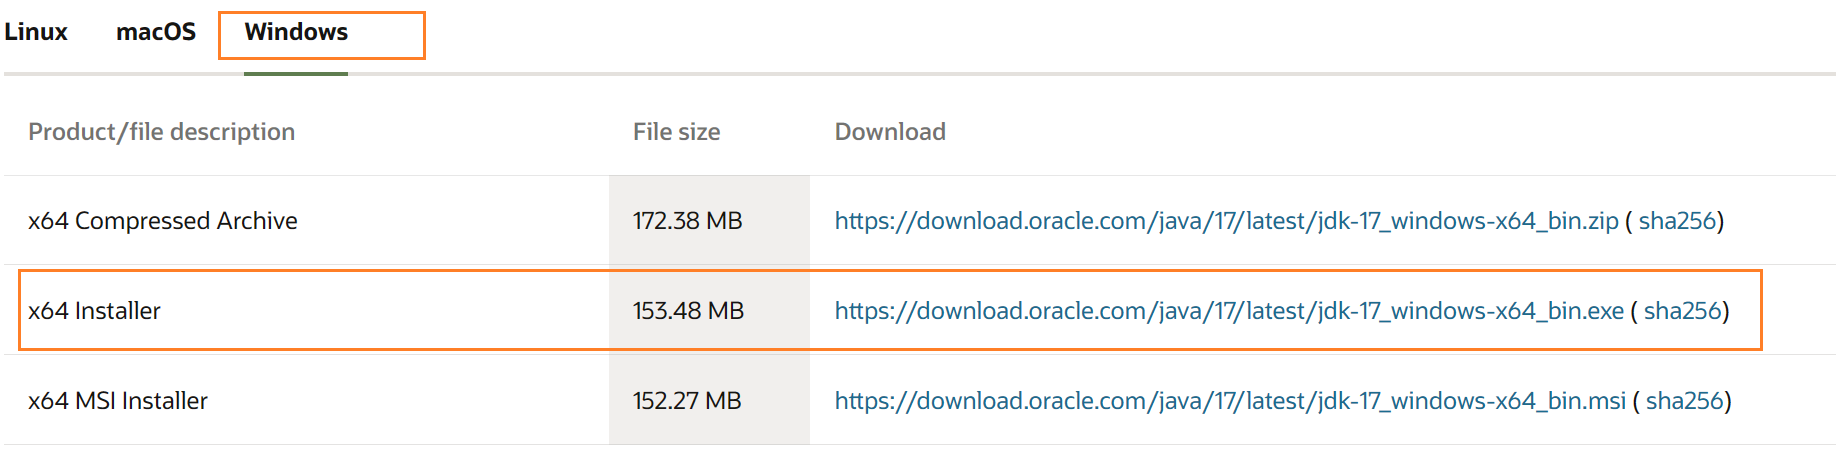 Linux macOS Windows
Product/file description File size Download
x64 Compressed Archive 172.38 MB https://download.oracle.com/java/17/latest/jdk-17_windows-x64_bin.zip ( sha256)
x64 Installer 153.48 MB https://download.oracle.com/java/17/latest/jdk-17_windows-x64_bin.exe ( sha256)
x64 MSI Installer 152.27 MB https://download.oracle.com/java/17/latest/jdk-17_windows-x64_bin.msi ( sha256)